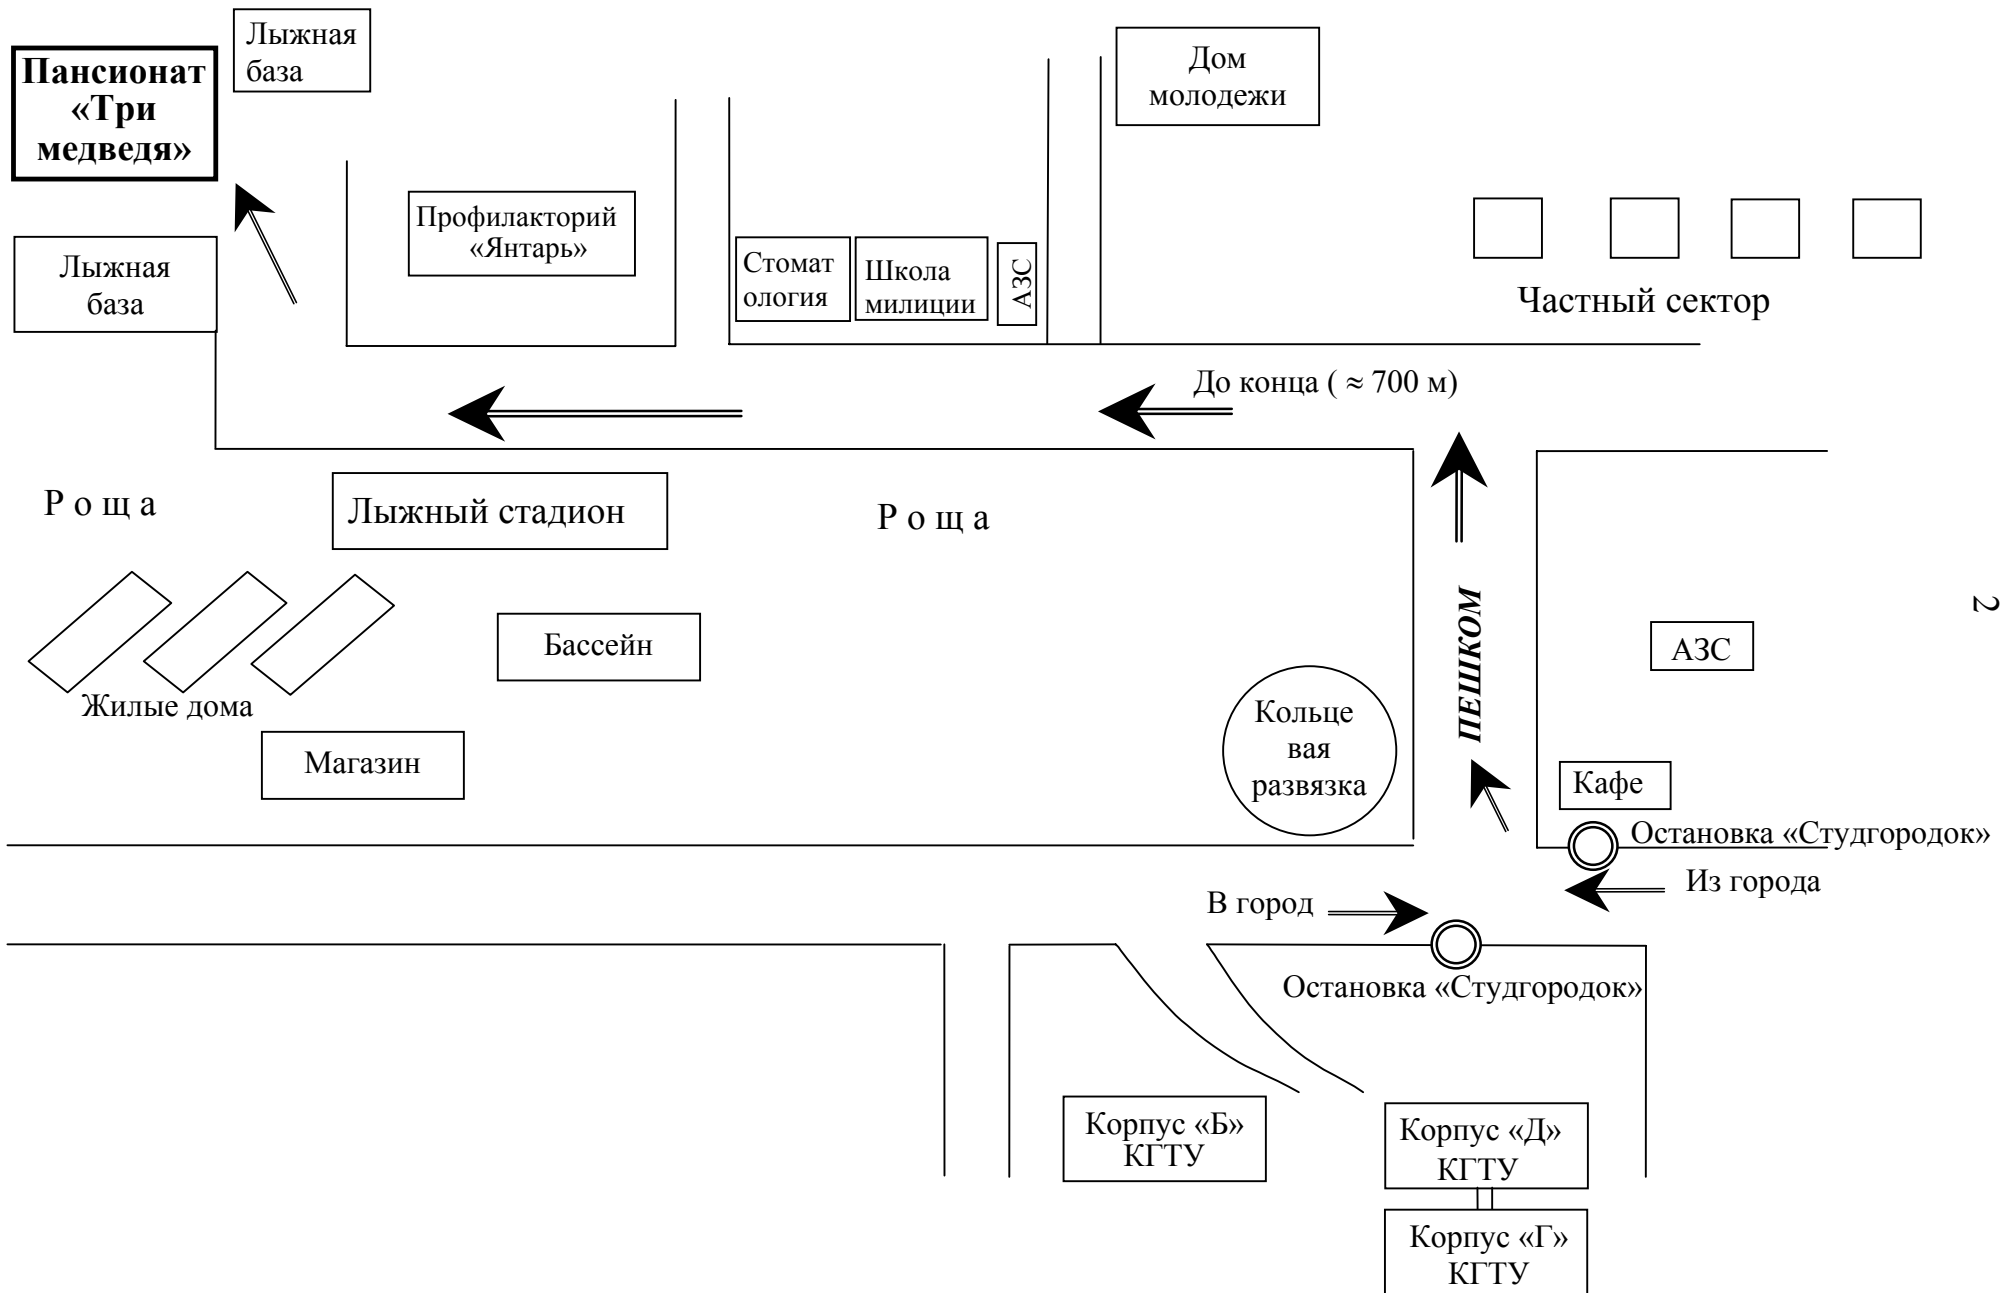 Лыжная
база
Пансионат
«Три
медведя»
Дом
молодежи
Профилакторий
«Янтарь»
Стомат
ология
Школа
милиции
АЗС
Лыжная
база
Частный сектор
До конца ( ≈ 700 м)
Р о щ а
Лыжный стадион
Р о щ а
ПЕШКОМ
2
Бассейн
АЗС
Жилые дома
Магазин
Кольце
вая
развязка
Кафе
Остановка «Студгородок»
Из города
В город
Остановка «Студгородок»
Корпус «Б»
КГТУ
Корпус «Д»
КГТУ
Корпус «Г»
КГТУ